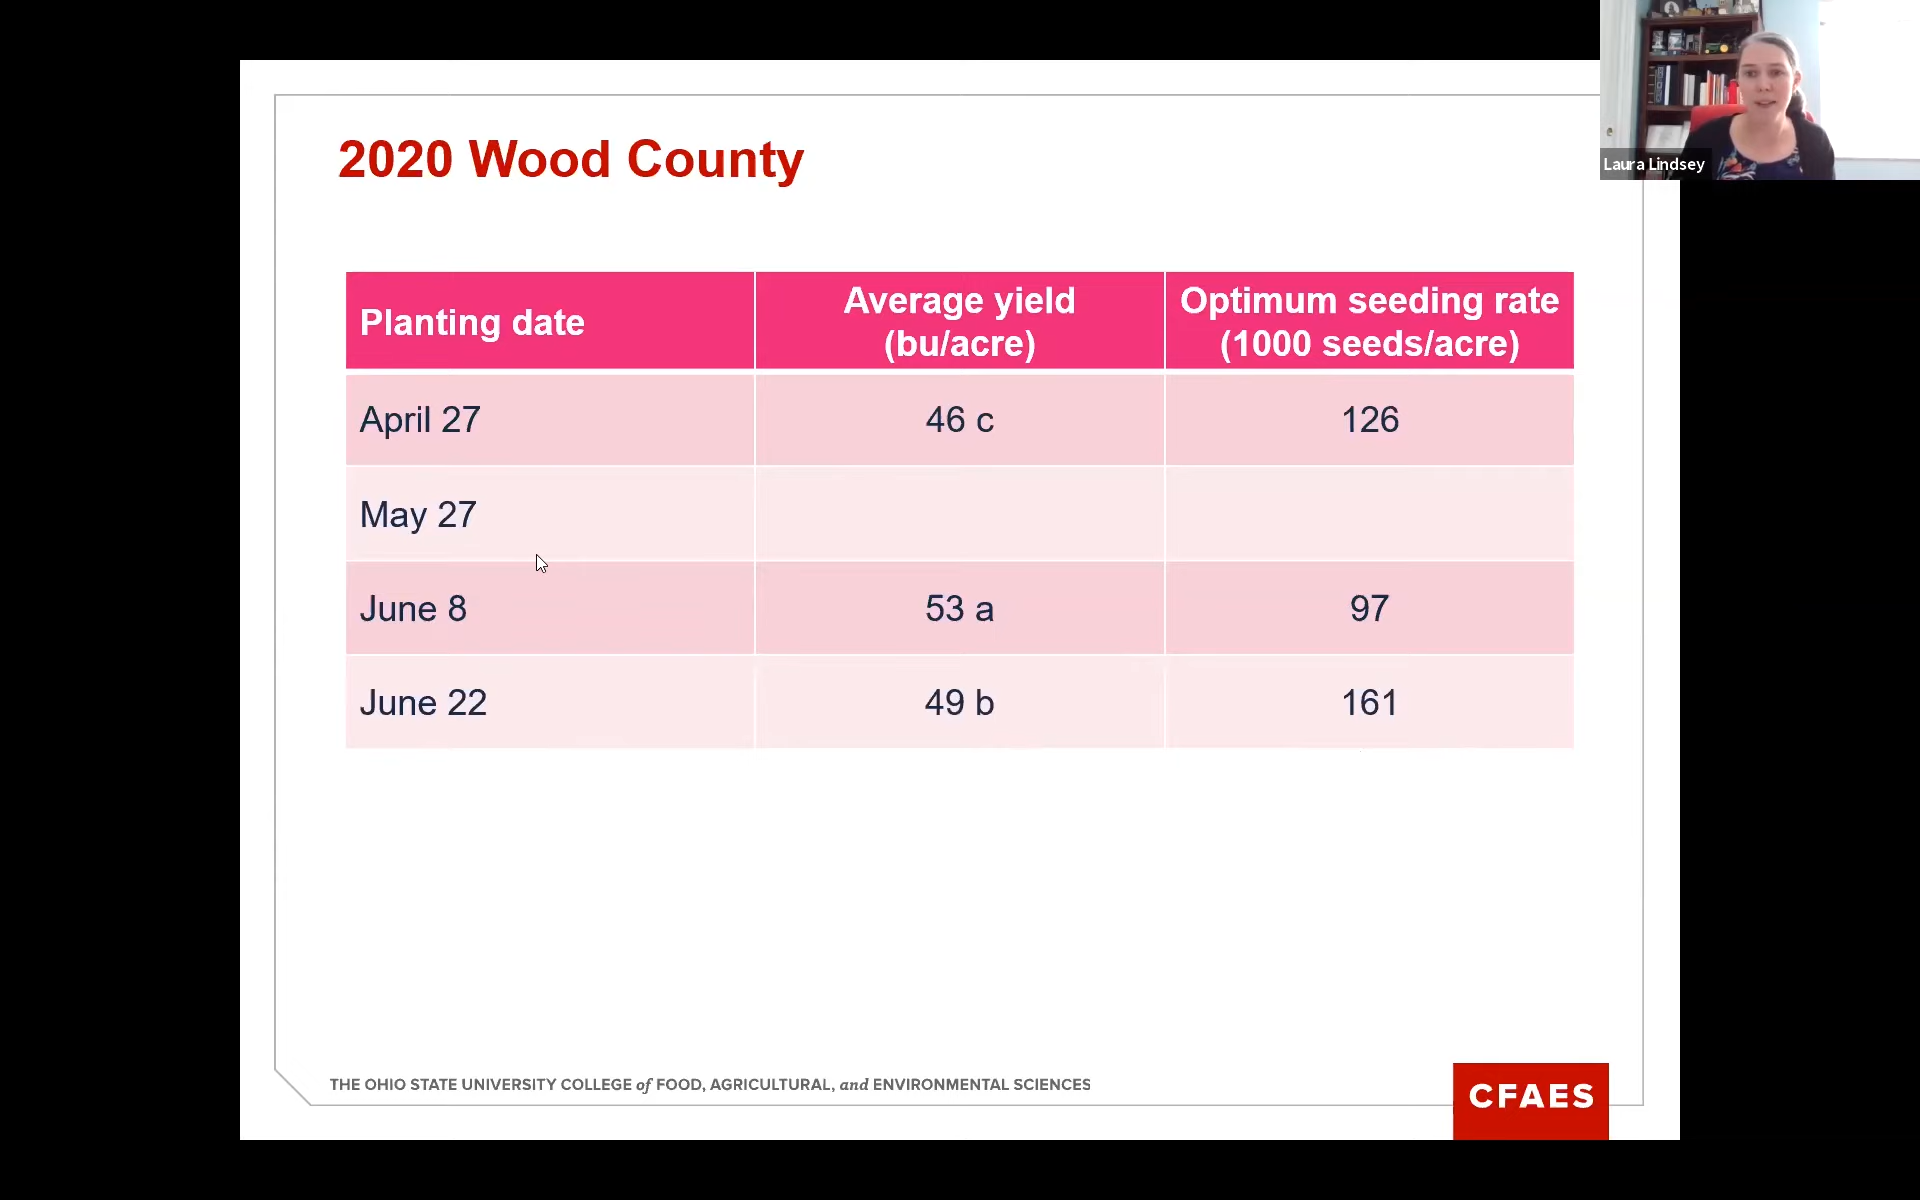 2020 Wood County
Laura Lindsey
Planting date
Average yield
(bu/acre)
Optimum seeding rate
(1000 seeds/acre)
April 27
46 c
126
May 27
June 8
53 a
97
June 22
49 b
161
THE OHIO STATE UNIVERSITY COLLEGE of FOOD, AGRICULTURAL, and ENVIRONMENTAL SCIENCES
CFAES